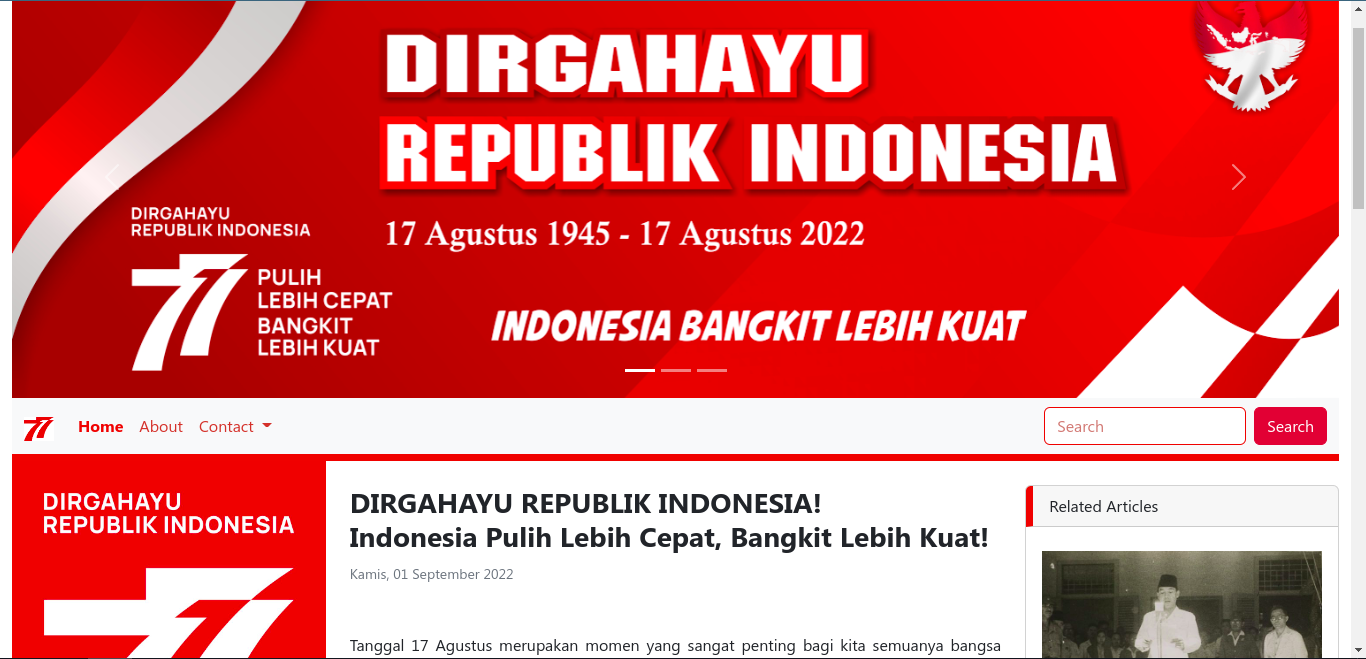 DIRGAHAYU
REPUBLIK INDONESIA
17 Agustus 1945 - 17 Agustus 2022
DIRGAHAYU
REPUBLIK INDONESIA
77
PULIH
LEBIH CEPAT
BANGKIT
LEBIH KUAT
INDONESIA BANGKIT LEBIH KUAT
77 Home About Contact Search Search
DIRGAHAYU
REPUBLIK INDONESIA
77
DIRGAHAYU REPUBLIK INDONESIA!
Indonesia Pulih Lebih Cepat, Bangkit Lebih Kuat!
Kamis, 01 September 2022
Tanggal 17 Agustus merupakan momen yang sangat penting bagi kita semuanya bangsa
Related Articles